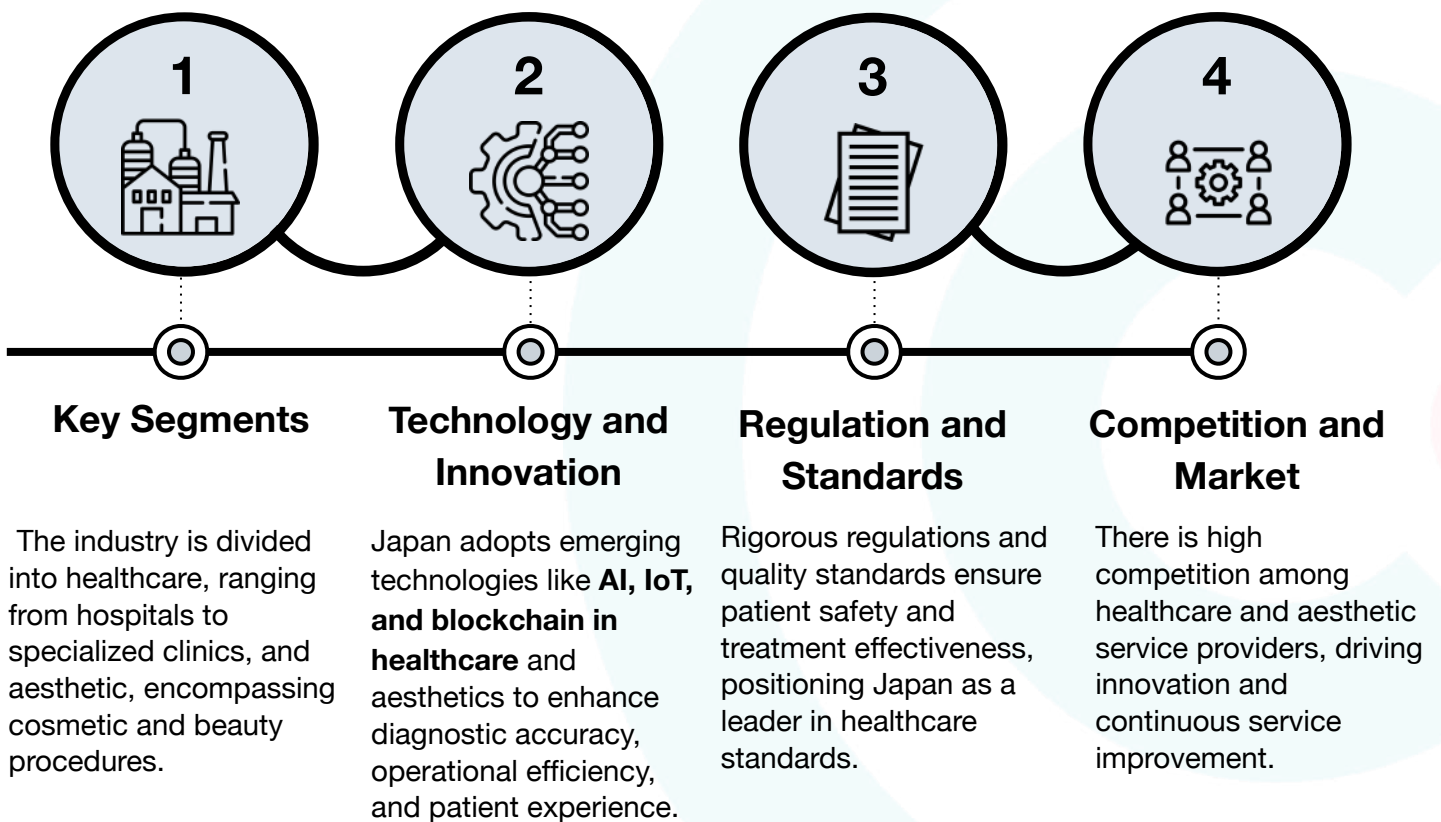 1
2
3
4
Key Segments
The industry is divided
into healthcare, ranging
from hospitals to
specialized clinics, and
aesthetic, encompassing
cosmetic and beauty
procedures.
Technology and
Innovation
Japan adopts emerging
technologies like AI, IoT,
and blockchain in
healthcare and
aesthetics to enhance
diagnostic accuracy,
operational efficiency,
and patient experience.
Regulation and
Standards
Rigorous regulations and
quality standards ensure
patient safety and
treatment effectiveness,
positioning Japan as a
leader in healthcare
standards.
Competition and
Market
There is high
competition among
healthcare and aesthetic
service providers, driving
innovation and
continuous service
improvement.